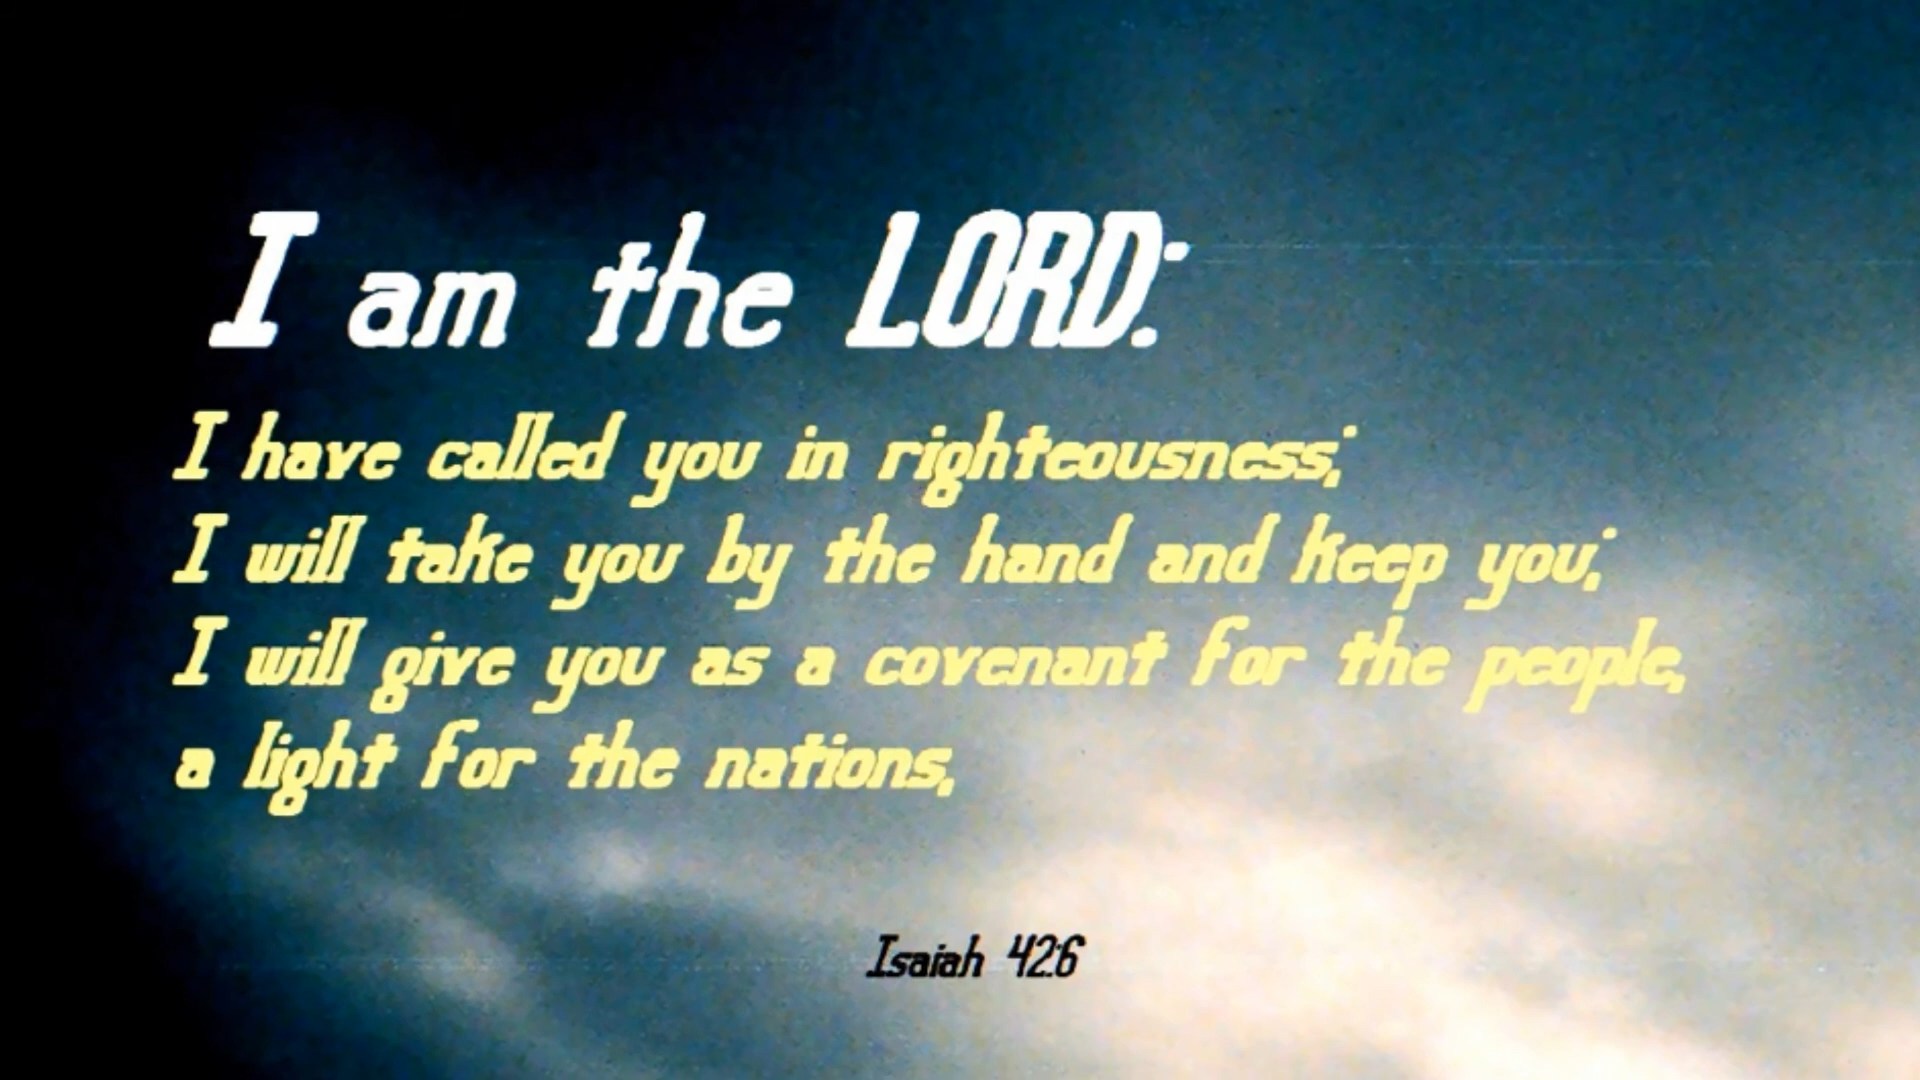 I am the LORD:
I have called you in righteousness;
I will take you by the hand and keep you;
I will give you as a covenant for the people,
a light for the nations,
Isaiah 42:6